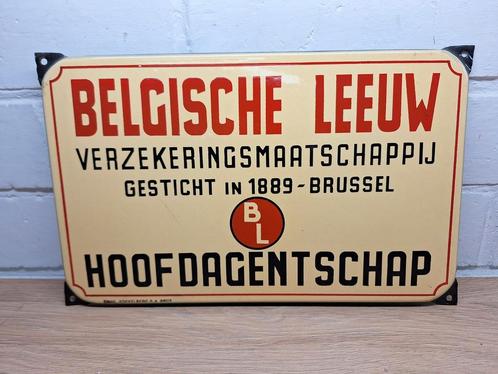 BELGISCHE LEEUW
VERZEKERINGSMAATSCHAPPIJ
GESTICHT IN 1889-BRUSSEL
B
L
HOOFDAGENTSCHAP